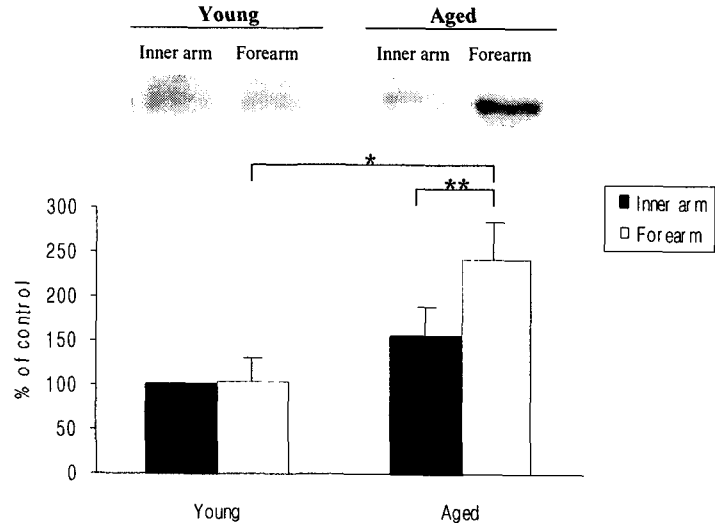 Young Aged
Inner arm Forearm Inner arm Forearm
*
**
300
250
200
150
100
50
0
% of control
Young Aged
Inner arm
Forearm